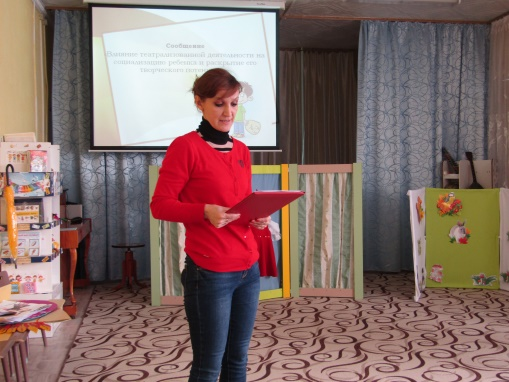 Сообщение
Влияние театрализованной деятельности на
социализацию ребенка и раскрытие его
творческого